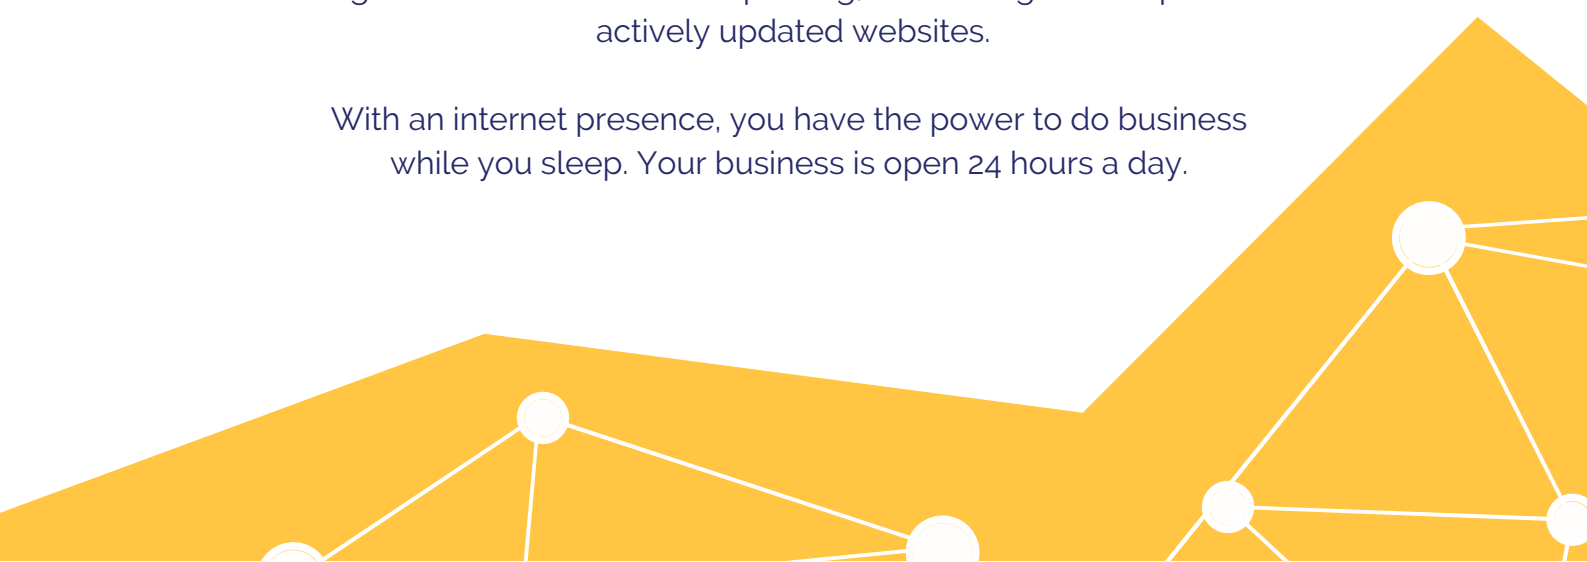 actively updated websites.
With an internet presence, you have the power to do business
while you sleep. Your business is open 24 hours a day.